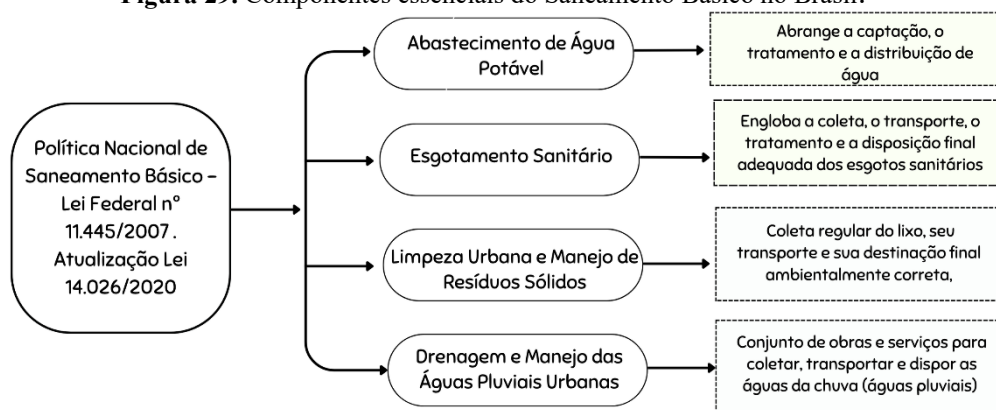 Figura 29. Componentes essenciais do Saneamento Básico no Brasil.
Política Nacional de
Saneamento Básico –
Lei Federal nº
11.445/2007 .
Atualização Lei
14.026/2020
Abastecimento de Água
Potável
Abrange a captação, o
tratamento e a distribuição de
água
Esgotamento Sanitário
Engloba a coleta, o transporte, o
tratamento e a disposição final
adequada dos esgotos sanitários
Limpeza Urbana e Manejo de
Resíduos Sólidos
Coleta regular do lixo, seu
transporte e sua destinação final
ambientalmente correta,
Drenagem e Manejo das
Águas Pluviais Urbanas
Conjunto de obras e serviços para
coletar, transportar e dispor as
águas da chuva (águas pluviais)